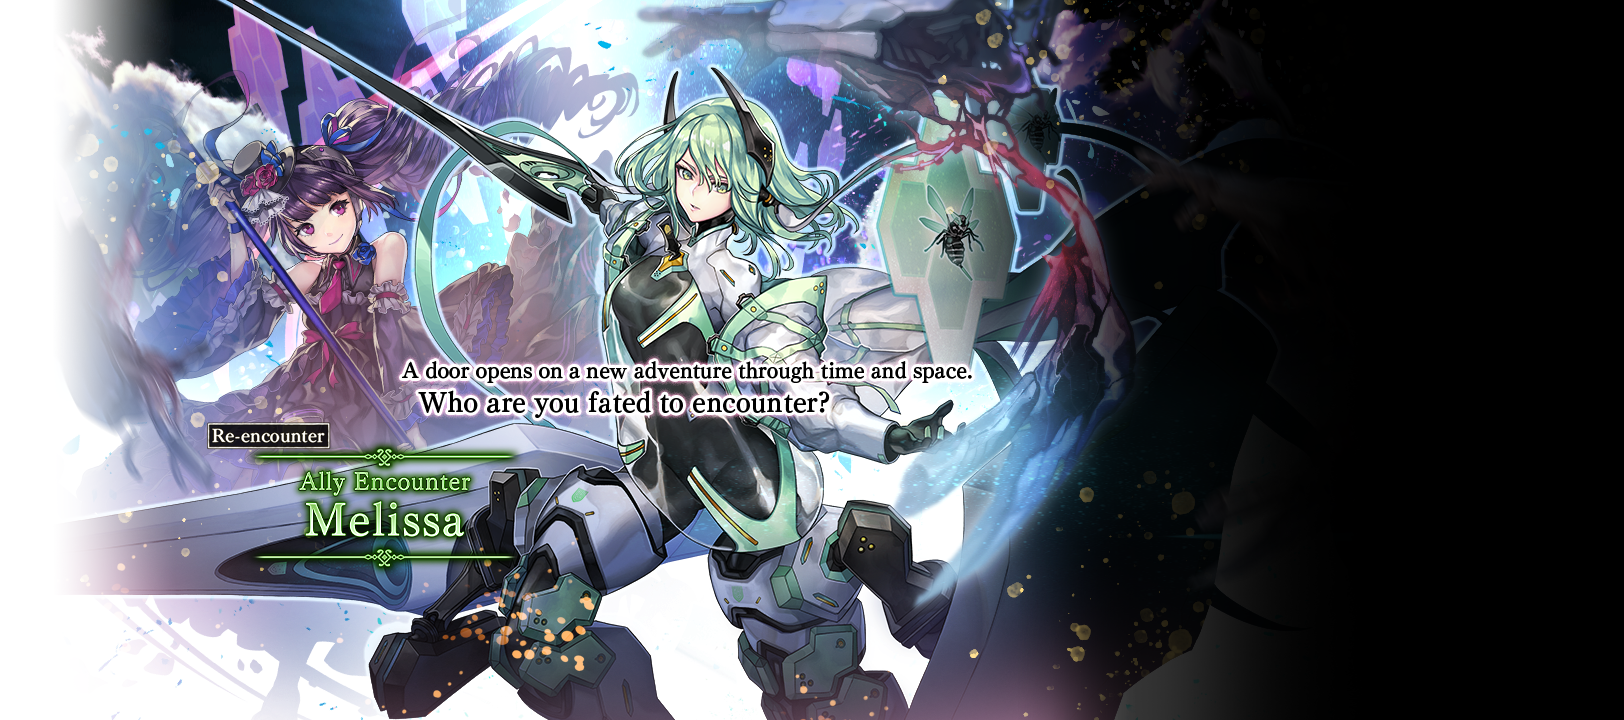 A door opens on a new adventure through time and space.
Who are you fated to encounter?
Re-encounter
Ally Encounter
Melissa